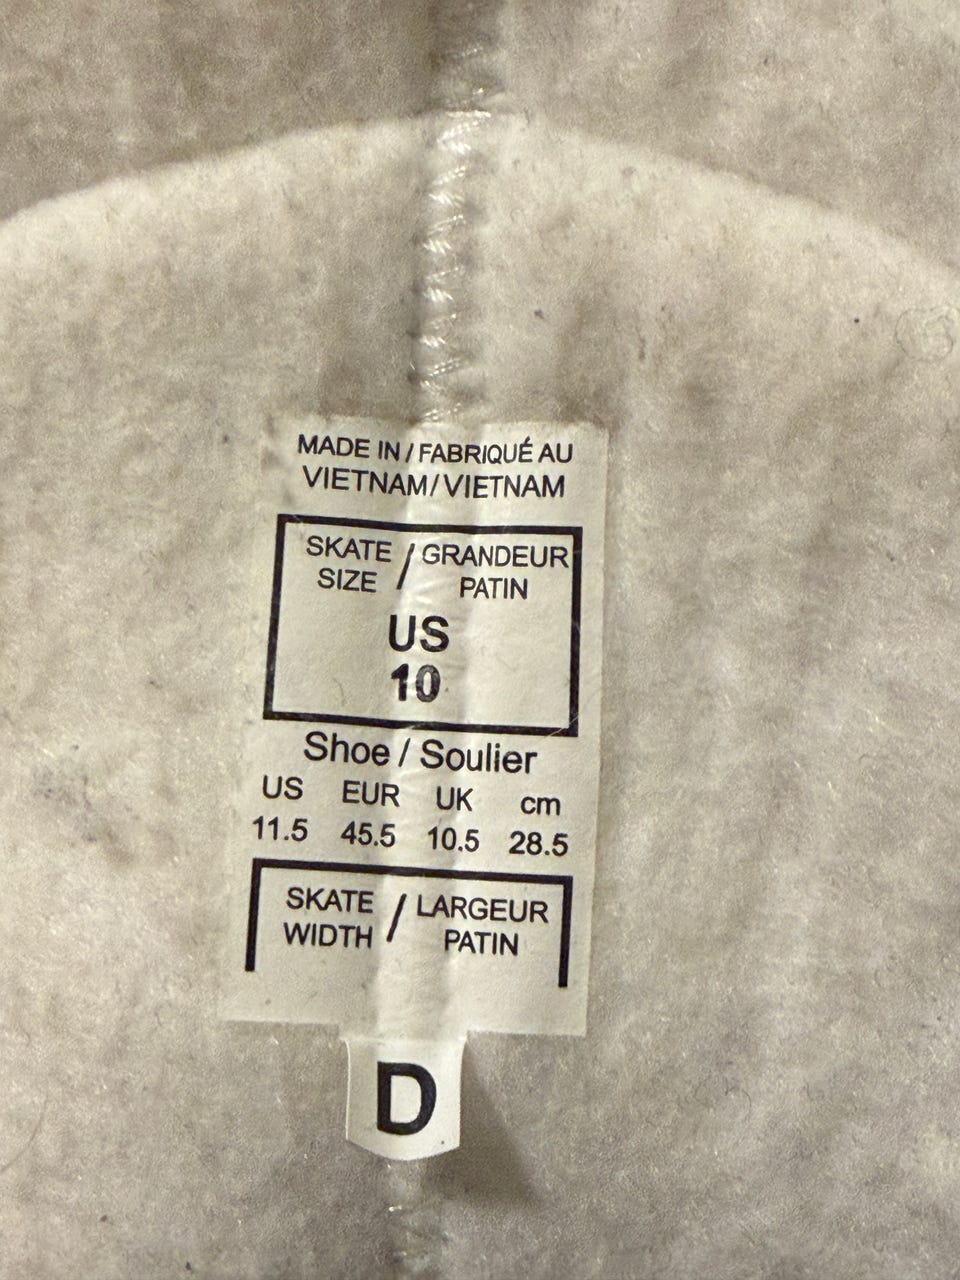 MADE IN / FABRIQUÉ AU
VIETNAM/VIETNAM
SKATE / GRANDEUR
SIZE PATIN
US
10
Shoe / Soulier
US EUR UK cm
11.5 45.5 10.5 28.5
SKATE / LARGEUR
WIDTH PATIN
D